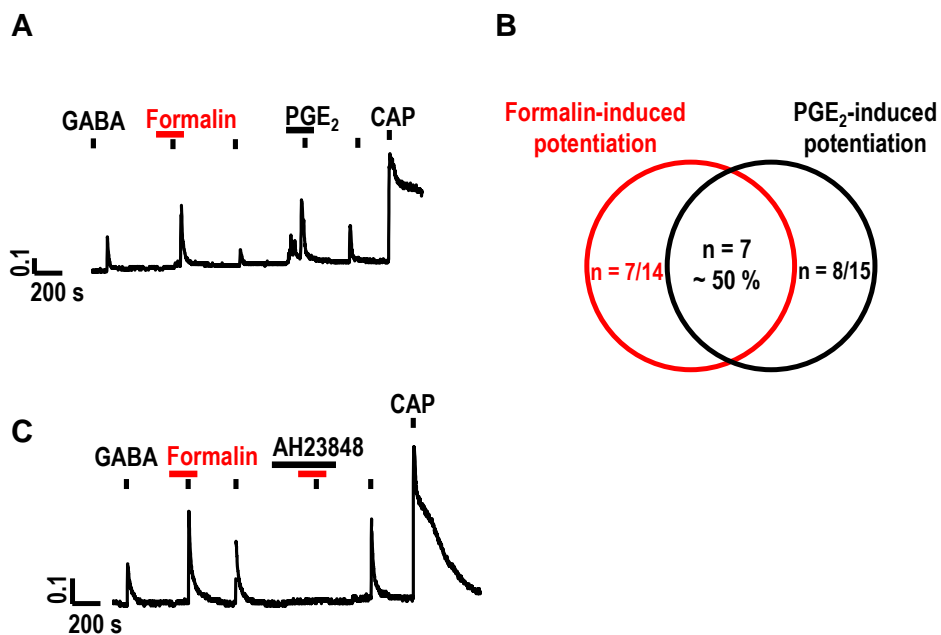 A
GABA Formalin PGE₂ CAP
0.1
200 s
B
Formalin-induced potentiation
PGE₂-induced potentiation
n = 7/14
n = 7
~ 50 %
n = 8/15
C
CAP
GABA Formalin AH23848
0.1
200 s